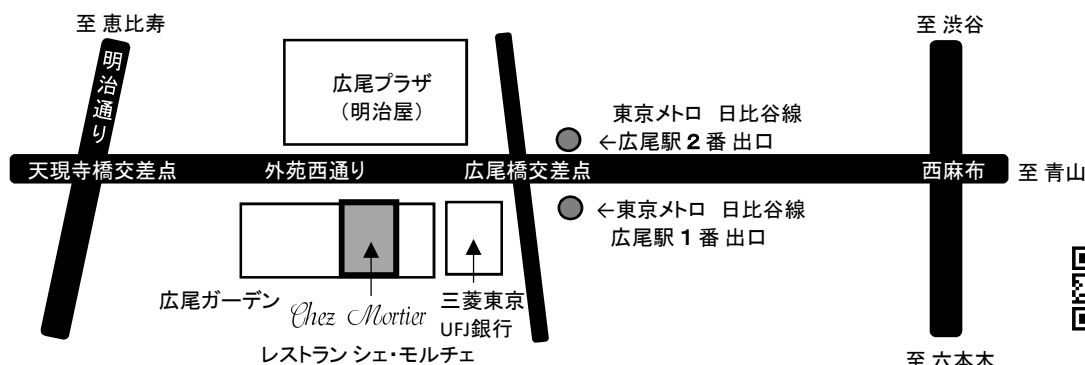 至 恵比寿
至 渋谷
明治通り
広尾プラザ
（明治屋）
東京メトロ 日比谷線
←広尾駅 2 番 出口
天現寺橋交差点
外苑西通り
広尾橋交差点
西麻布
至 青山
←東京メトロ 日比谷線
広尾駅 1 番 出口
広尾ガーデン
Chez Mortier
三菱東京
UFJ銀行
レストラン シェ・モルチェ
至 六本木